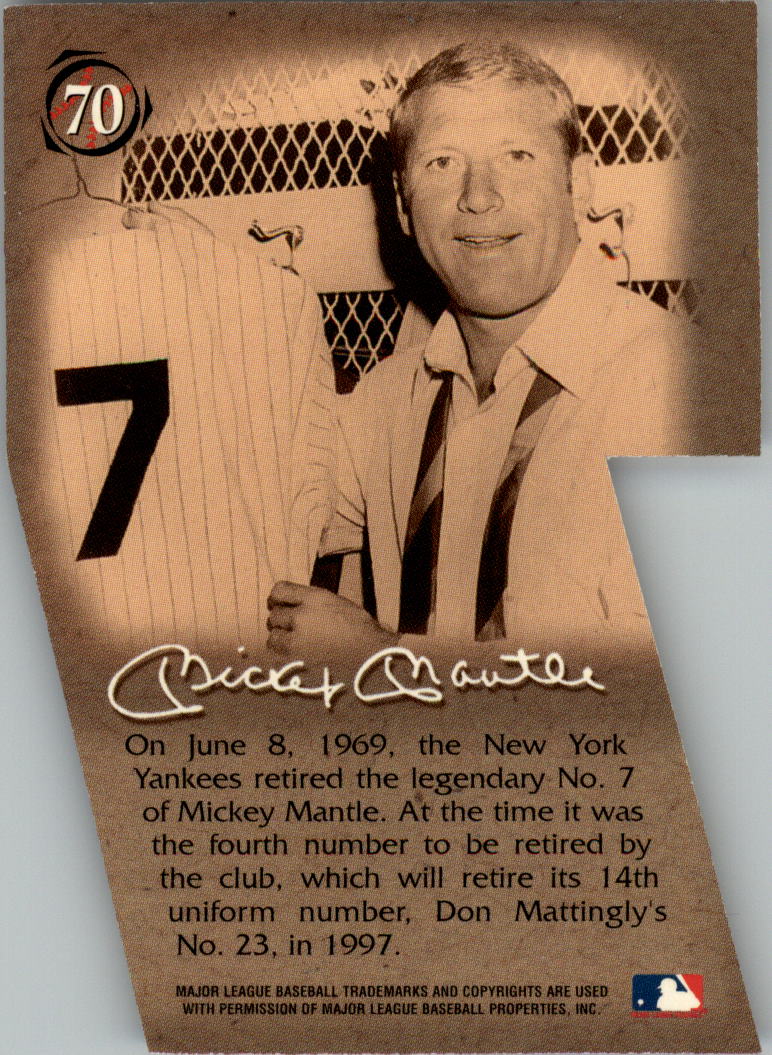 70
7
Mickey Mantle
On June 8, 1969, the New York
Yankees retired the legendary No. 7
of Mickey Mantle. At the time it was
the fourth number to be retired by
the club, which will retire its 14th
uniform number, Don Mattingly's
No. 23, in 1997.
MAJOR LEAGUE BASEBALL TRADEMARKS AND COPYRIGHTS ARE USED
WITH PERMISSION OF MAJOR LEAGUE BASEBALL PROPERTIES, INC.